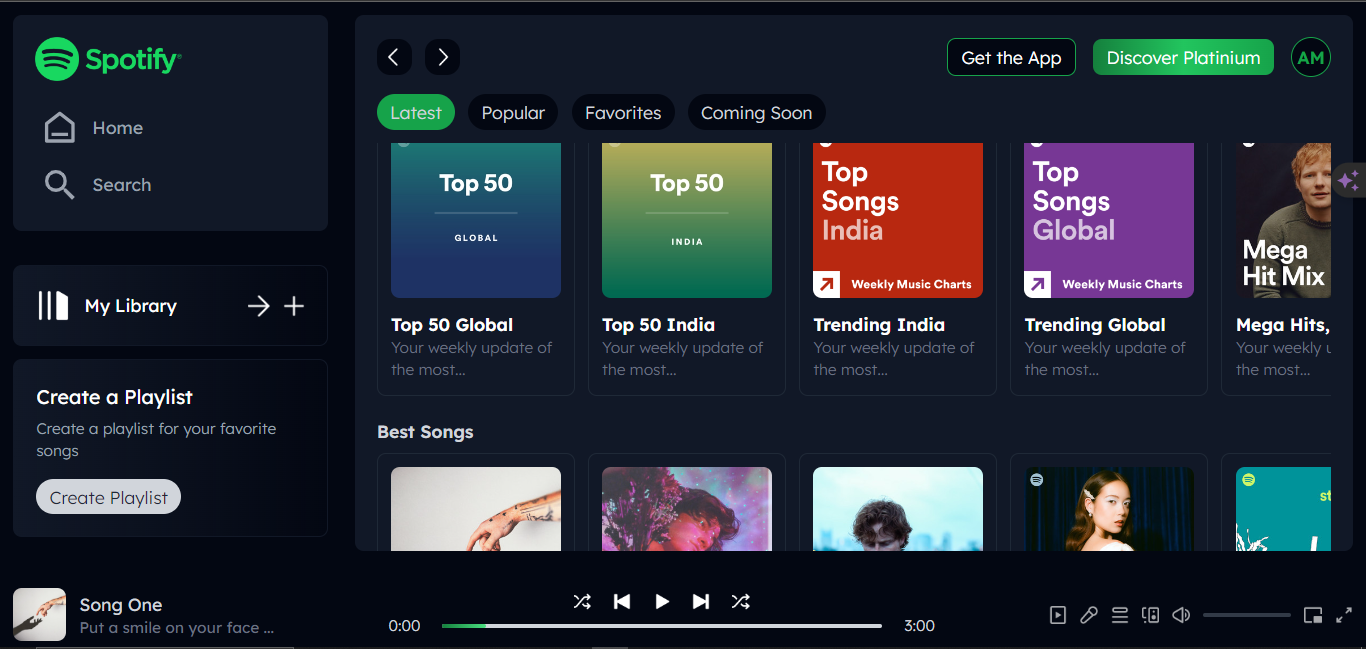 Spotify
Home
Search
My Library
Create a Playlist
Create a playlist for your favorite
songs
Create Playlist
Get the App
Discover Platinium
AM
Latest
Popular
Favorites
Coming Soon
Top 50
GLOBAL
Top 50 Global
Your weekly update of
the most...
Top 50
INDIA
Top 50 India
Your weekly update of
the most...
Top
Songs
India
Weekly Music Charts
Trending India
Your weekly update of
the most...
Top
Songs
Global
Weekly Music Charts
Trending Global
Your weekly update of
the most...
Mega
Hit Mix
Mega Hits,
Your weekly
the most...
Best Songs
Song One
Put a smile on your face ...
0:00
3:00